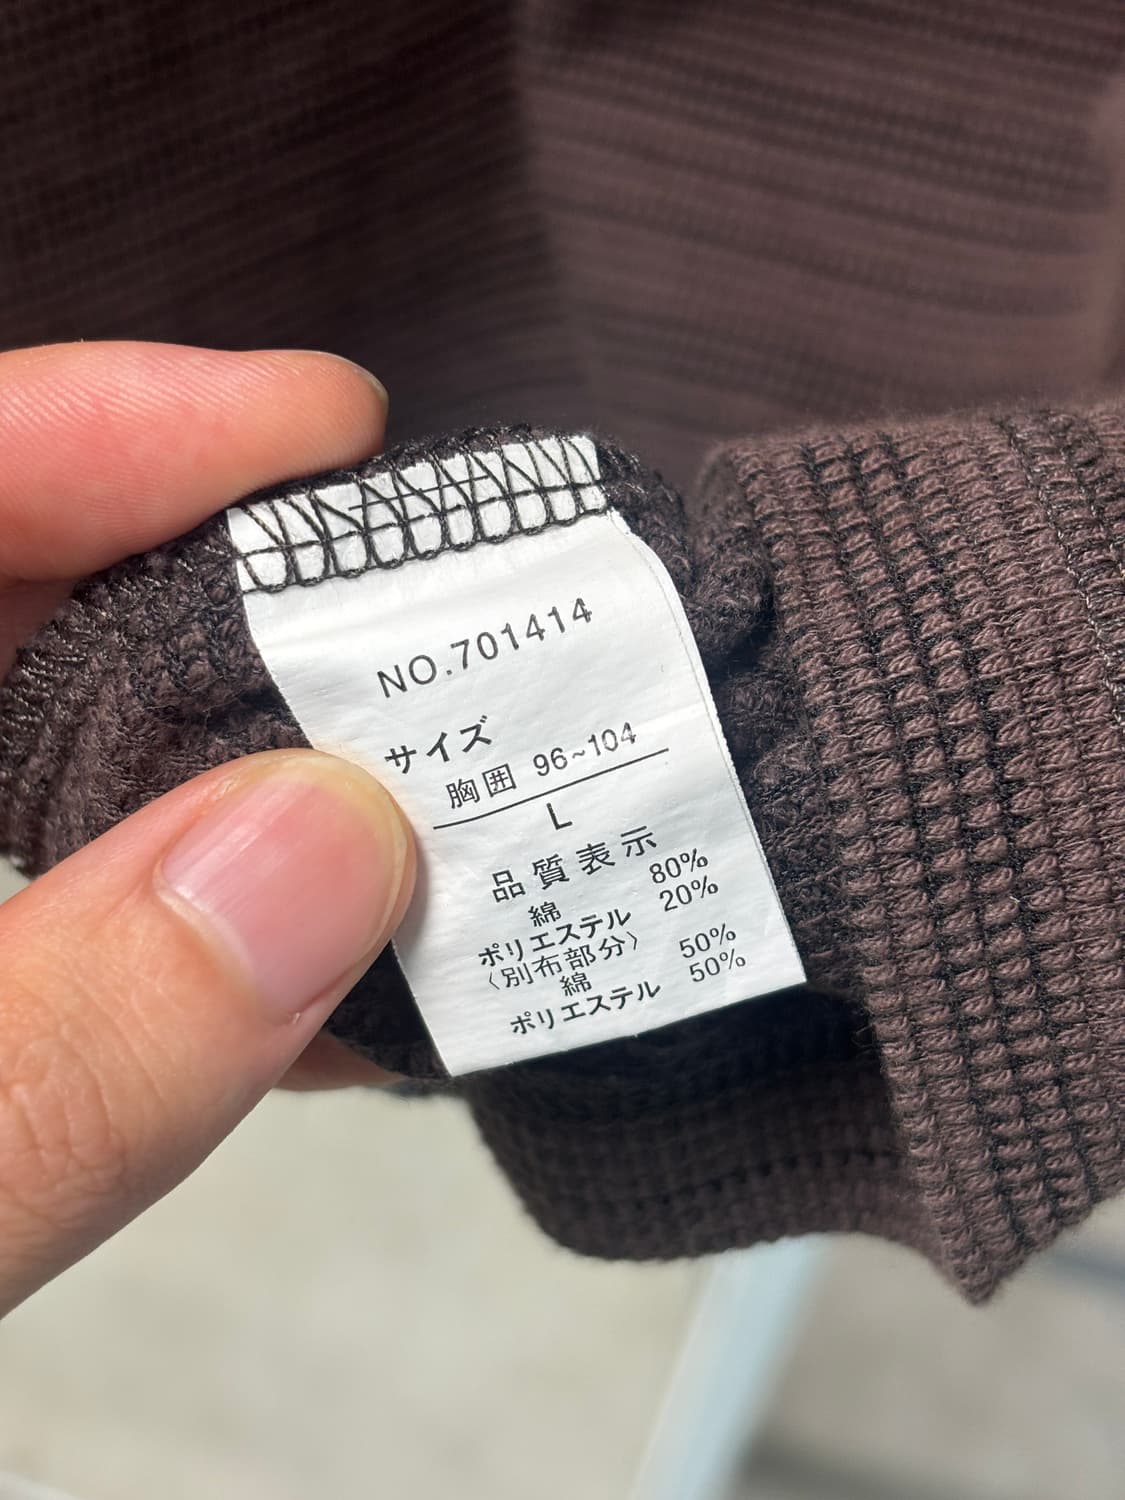 NO.701414
サイズ
胸囲 96~104
L
品質表示
綿 80%
ポリエステル 20%
〈別布部分〉
綿 50%
ポリエステル 50%